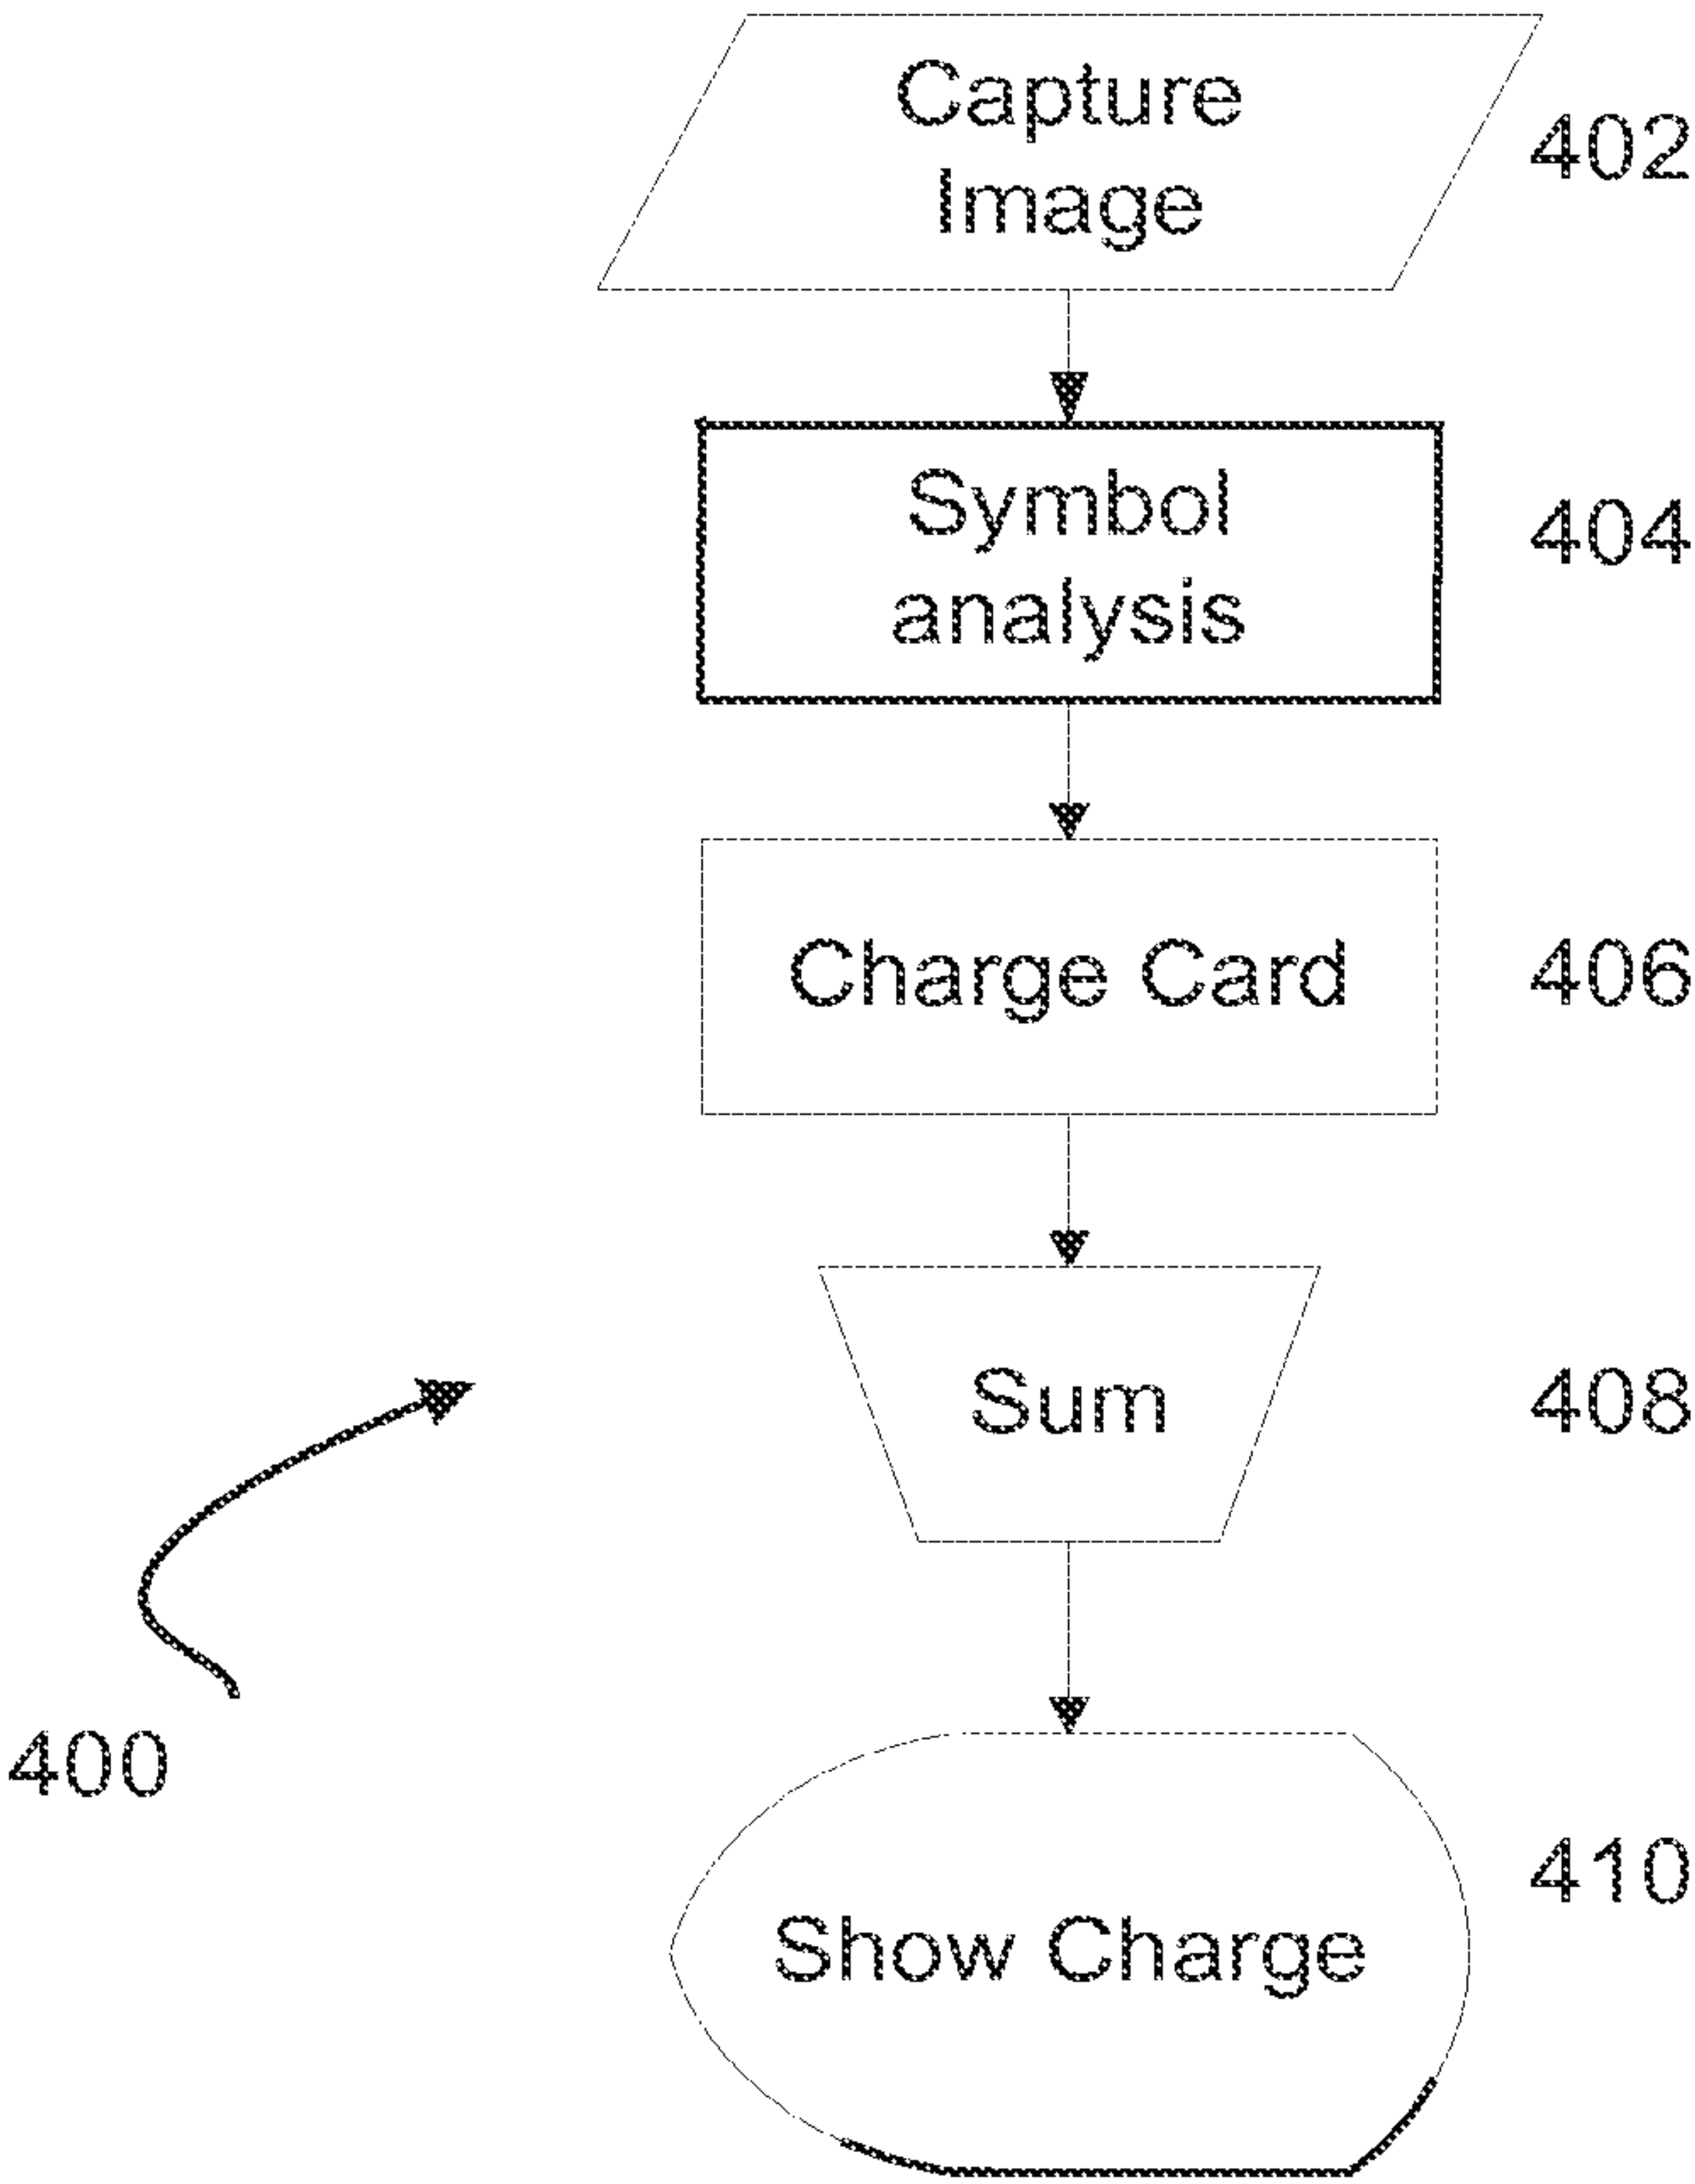 Capture
Image
402
Symbol
analysis
404
Charge Card
406
Sum
408
400
Show Charge
410